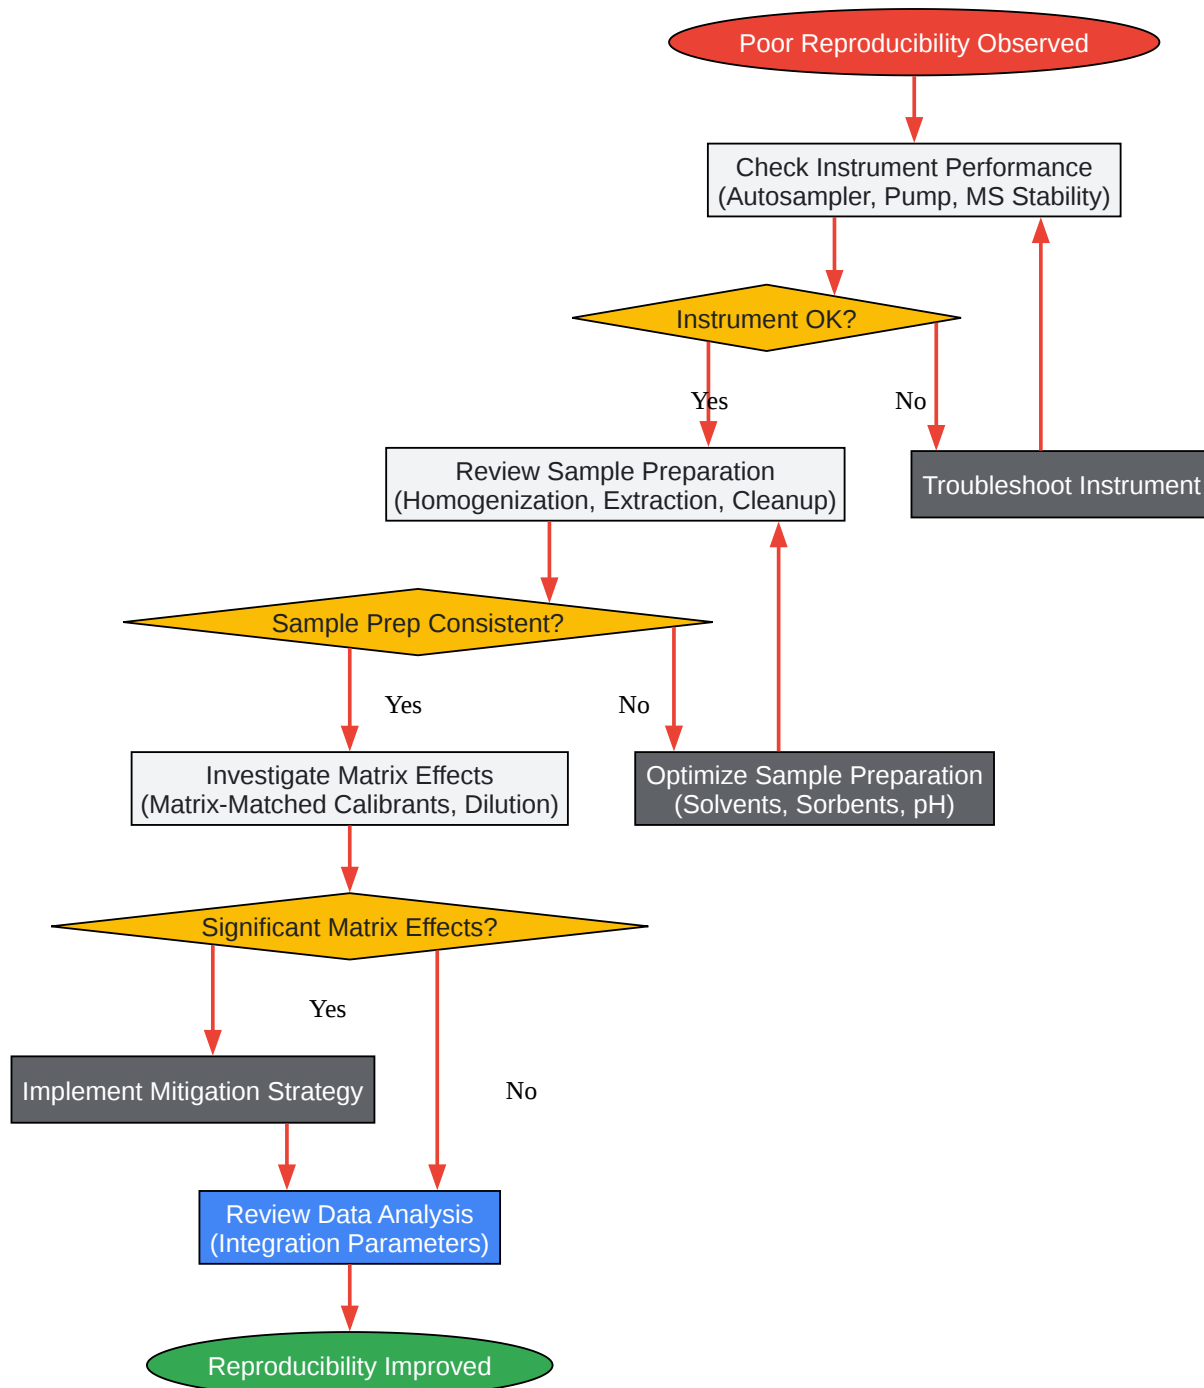 Poor Reproducibility Observed
Check Instrument Performance
(Autosampler, Pump, MS Stability)
Instrument OK?
Yes
No
Review Sample Preparation
(Homogenization, Extraction, Cleanup)
Troubleshoot Instrument
Sample Prep Consistent?
Yes
No
Investigate Matrix Effects
(Matrix-Matched Calibrants, Dilution)
Optimize Sample Preparation
(Solvents, Sorbents, pH)
Significant Matrix Effects?
Yes
Implement Mitigation Strategy
No
Review Data Analysis
(Integration Parameters)
Reproducibility Improved